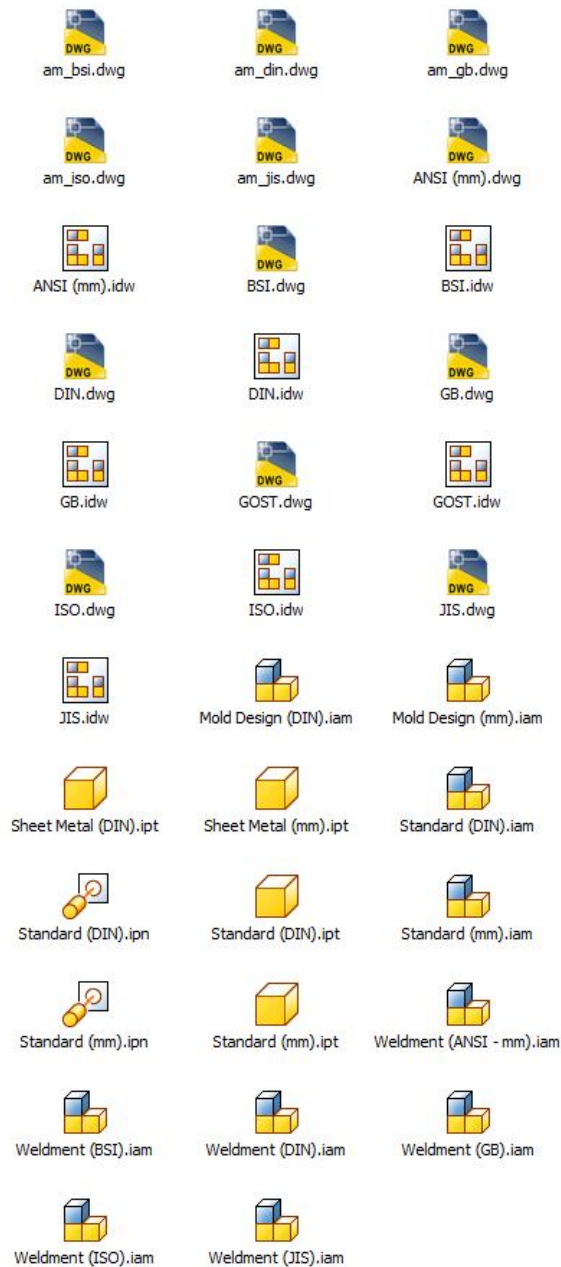 DWG DWG DWG
am_bsi.dwg am_din.dwg am_gb.dwg
DWG DWG DWG
am_iso.dwg am_jis.dwg ANSI (mm).dwg
DWG
ANSI (mm).idw BSI.dwg BSI.idw
DWG DWG
DIN.dwg DIN.idw GB.dwg
DWG
GB.idw GOST.dwg GOST.idw
DWG DWG
ISO.dwg ISO.idw JIS.dwg
JIS.idw Mold Design (DIN).iam Mold Design (mm).iam
Sheet Metal (DIN).ipt Sheet Metal (mm).ipt Standard (DIN).iam
Standard (DIN).ipn Standard (DIN).ipt Standard (mm).iam
Standard (mm).ipn Standard (mm).ipt Weldment (ANSI - mm).iam
Weldment (BSI).iam Weldment (DIN).iam Weldment (GB).iam
Weldment (ISO).iam Weldment (JIS).iam